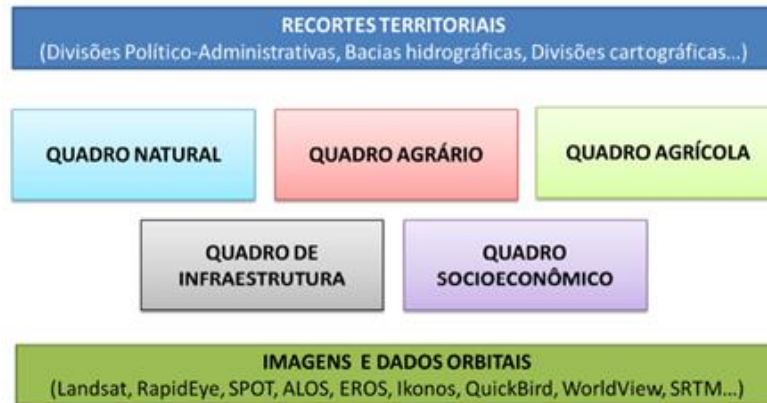 RECORTES TERRITORIAIS
(Divisões Político-Administrativas, Bacias hidrográficas, Divisões cartográficas...)
QUADRO NATURAL
QUADRO AGRÁRIO
QUADRO AGRÍCOLA
QUADRO DE
INFRAESTRUTURA
QUADRO
SOCIOECONÔMICO
IMAGENS E DADOS ORBITAIS
(Landsat, RapidEye, SPOT, ALOS, EROS, Ikonos, QuickBird, WorldView, SRTM...)